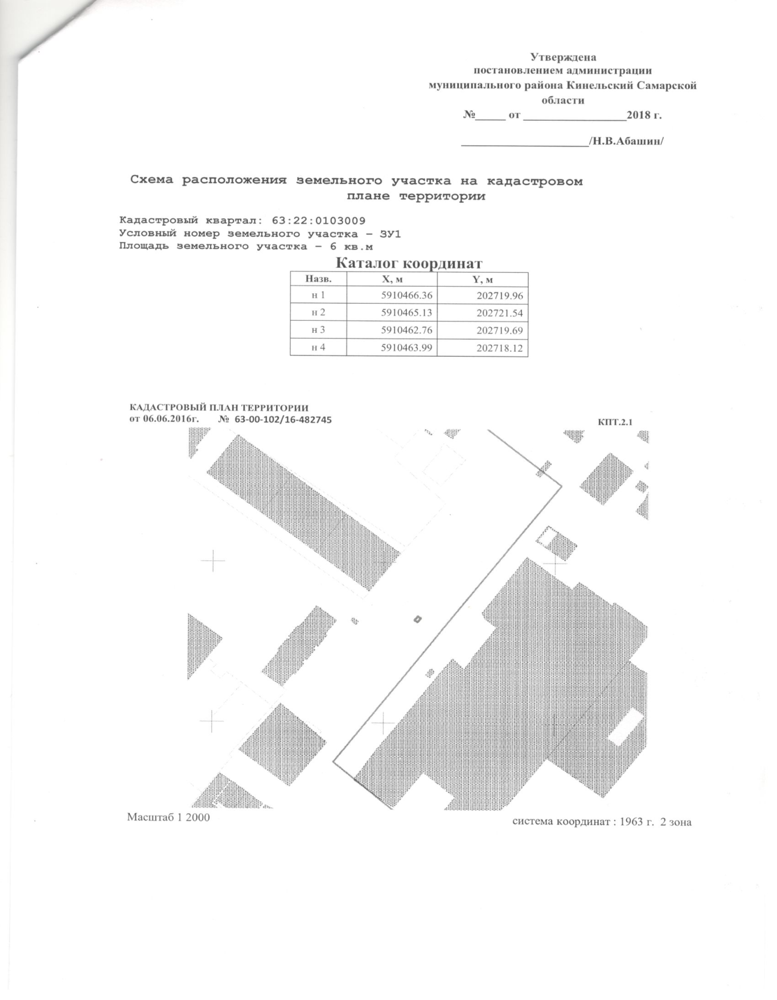 Утверждена
постановлением администрации
муниципального района Кинельский Самарской
области
№_____ от _________________2018 г.
_____________________/Н.В.Абашин/
Схема расположения земельного участка на кадастровом
плане территории
Кадастровый квартал: 63:22:0103009
Условный номер земельного участка – ЗУ1
Площадь земельного участка – 6 кв.м
Каталог координат
Назв. X, м Y, м
н 1 5910466.36 202719.96
н 2 5910465.13 202721.54
н 3 5910462.76 202719.69
н 4 5910463.99 202718.12
КАДАСТРОВЫЙ ПЛАН ТЕРРИТОРИИ
от 06.06.2016г. № 63-00-102/16-482745
КПТ.2.1
Масштаб 1 2000
система координат : 1963 г. 2 зона